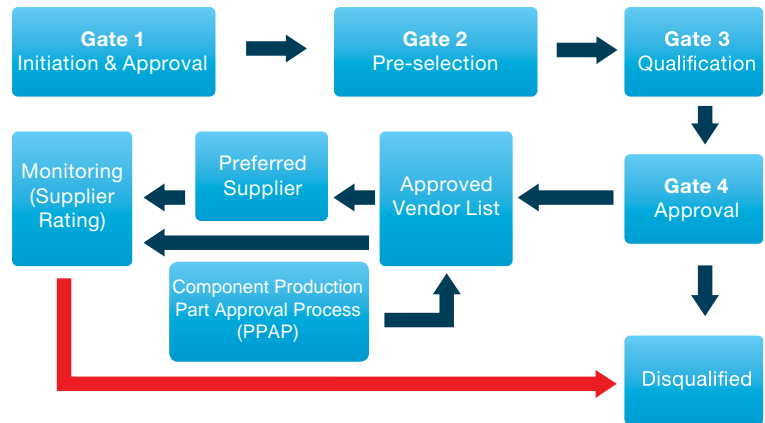 Gate 1
Initiation & Approval
Gate 2
Pre-selection
Gate 3
Qualification
Monitoring
(Supplier
Rating)
Preferred
Supplier
Approved
Vendor List
Gate 4
Approval
Component Production
Part Approval Process
(PPAP)
Disqualified